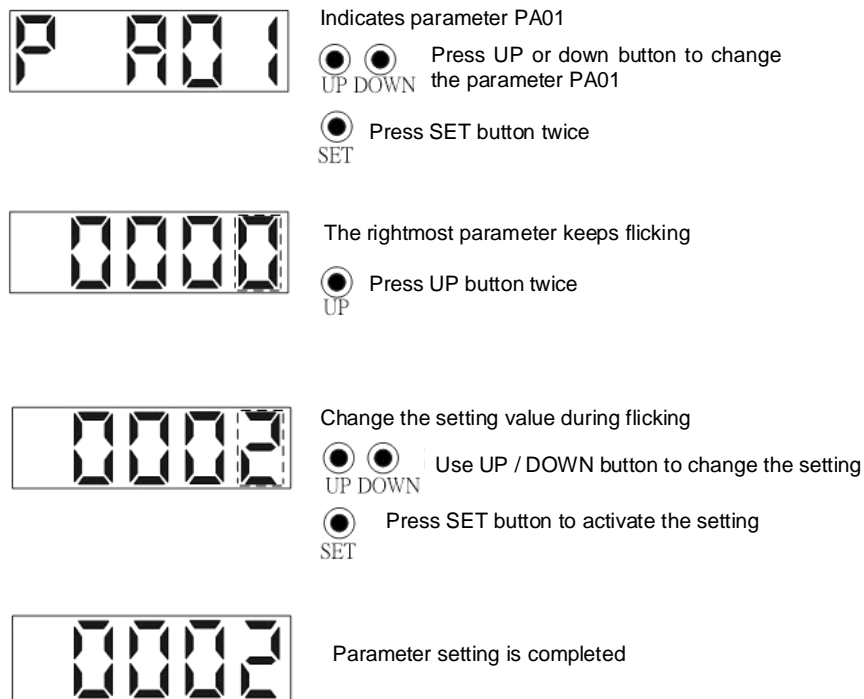 P A01
Indicates parameter PA01
UP DOWN
Press UP or down button to change
the parameter PA01
SET
Press SET button twice
0000
The rightmost parameter keeps flicking
UP
Press UP button twice
0002
Change the setting value during flicking
UP DOWN
Use UP / DOWN button to change the setting
SET
Press SET button to activate the setting
0002
Parameter setting is completed